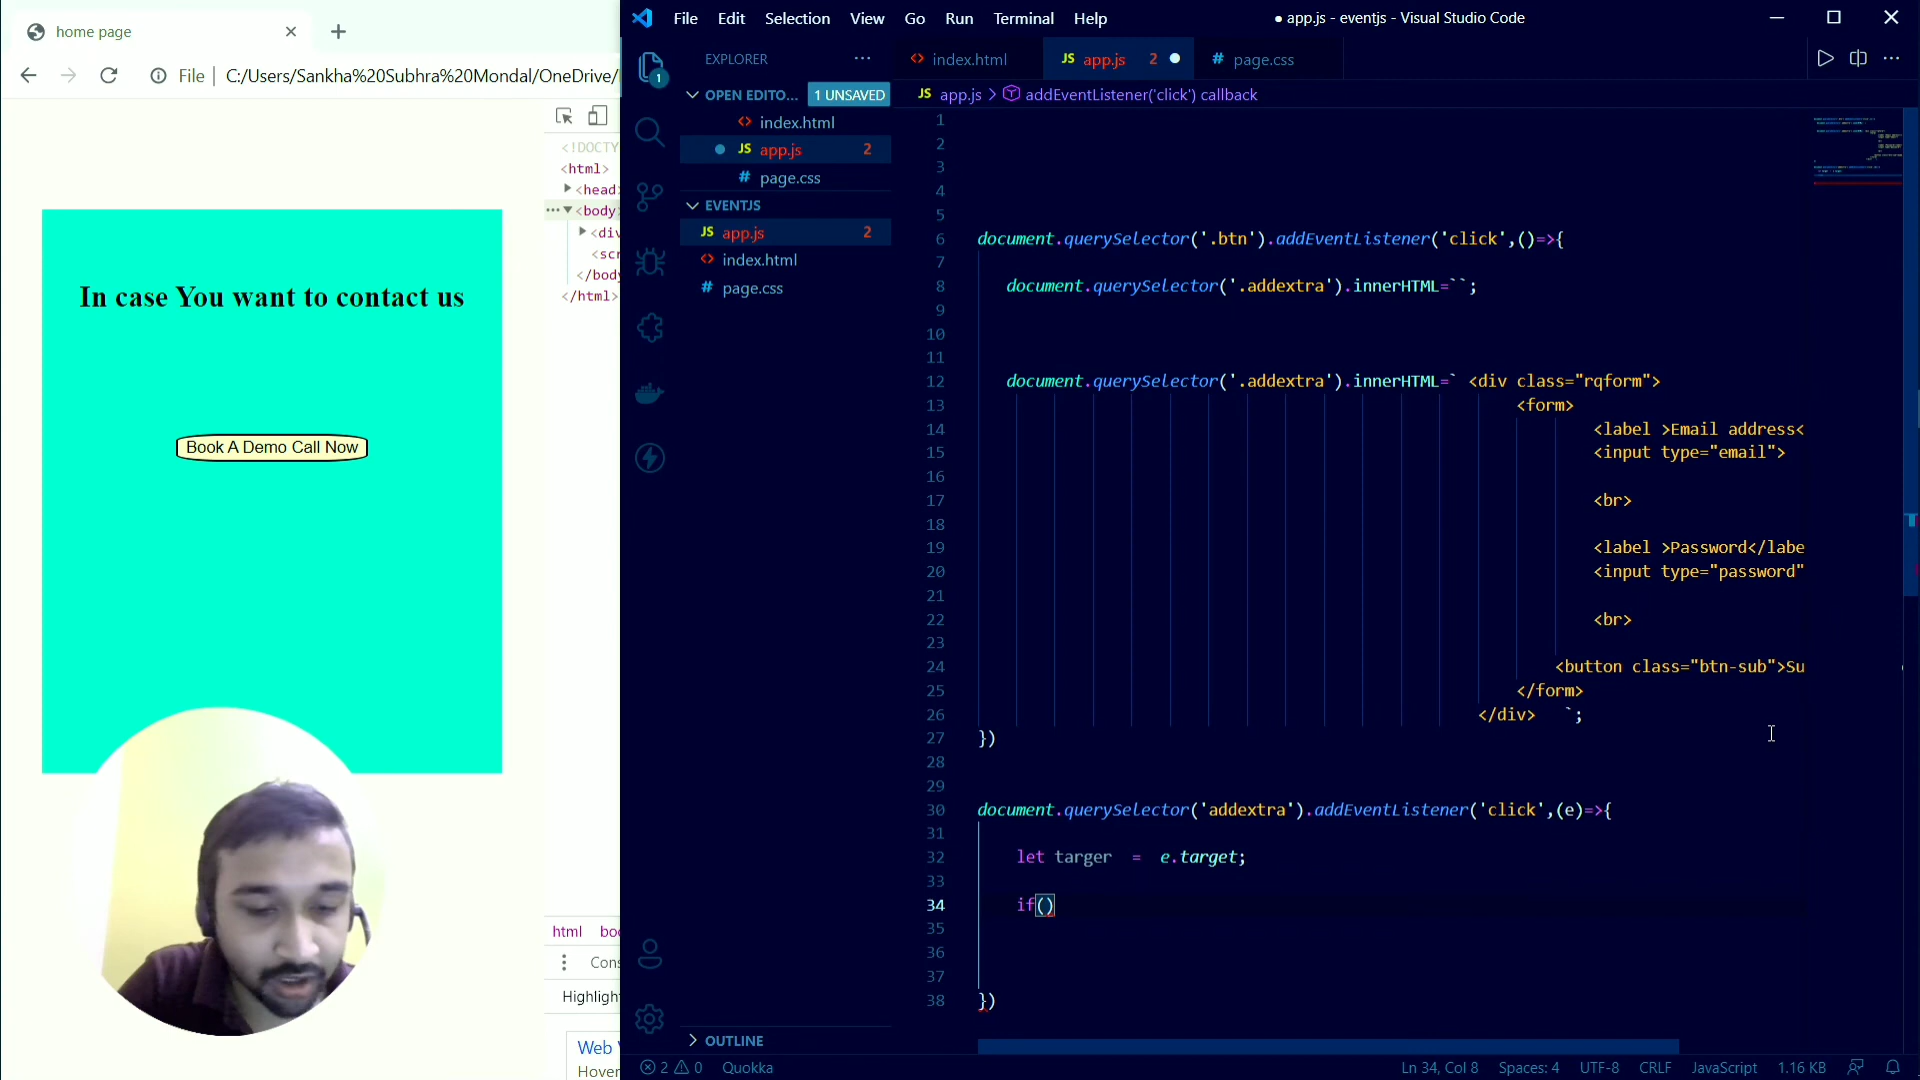 home page
File | C:/Users/Sankha%20Subhra%20Mondal/OneDrive/
In case You want to contact us
Book A Demo Call Now
<!DOCTY
<html>
<head
<body
<div
<scr
</body
</html>
html
Highligh
Web
Hover
File Edit Selection View Go Run Terminal Help
● app.js - eventjs - Visual Studio Code
EXPLORER
OPEN EDITO... 1 UNSAVED
index.html
JS app.js 2
# page.css
EVENTJS
JS app.js 2
index.html
# page.css
OUTLINE
index.html
JS app.js 2
# page.css
JS app.js > addEventListener('click') callback
1
2
3
4
5
6 document.querySelector('.btn').addEventListener('click',()=>{
7
8 document.querySelector('.addextra').innerHTML=``;
9
10
11
12 document.querySelector('.addextra').innerHTML=` <div class="rqform">
13 <form>
14 <label >Email address<
15 <input type="email">
16
17 <br>
18
19 <label >Password</labe
20 <input type="password"
21
22 <br>
23
24 <button class="btn-sub">Su
25 </form>
26 </div> `;
27 })
28
29
30 document.querySelector('addextra').addEventListener('click',(e)=>{
31
32 let targer = e.target;
33
34 if()
35
36
37
38 })
2 0 Quokka
Ln 34, Col 8 Spaces: 4 UTF-8 CRLF JavaScript 1.16 KB